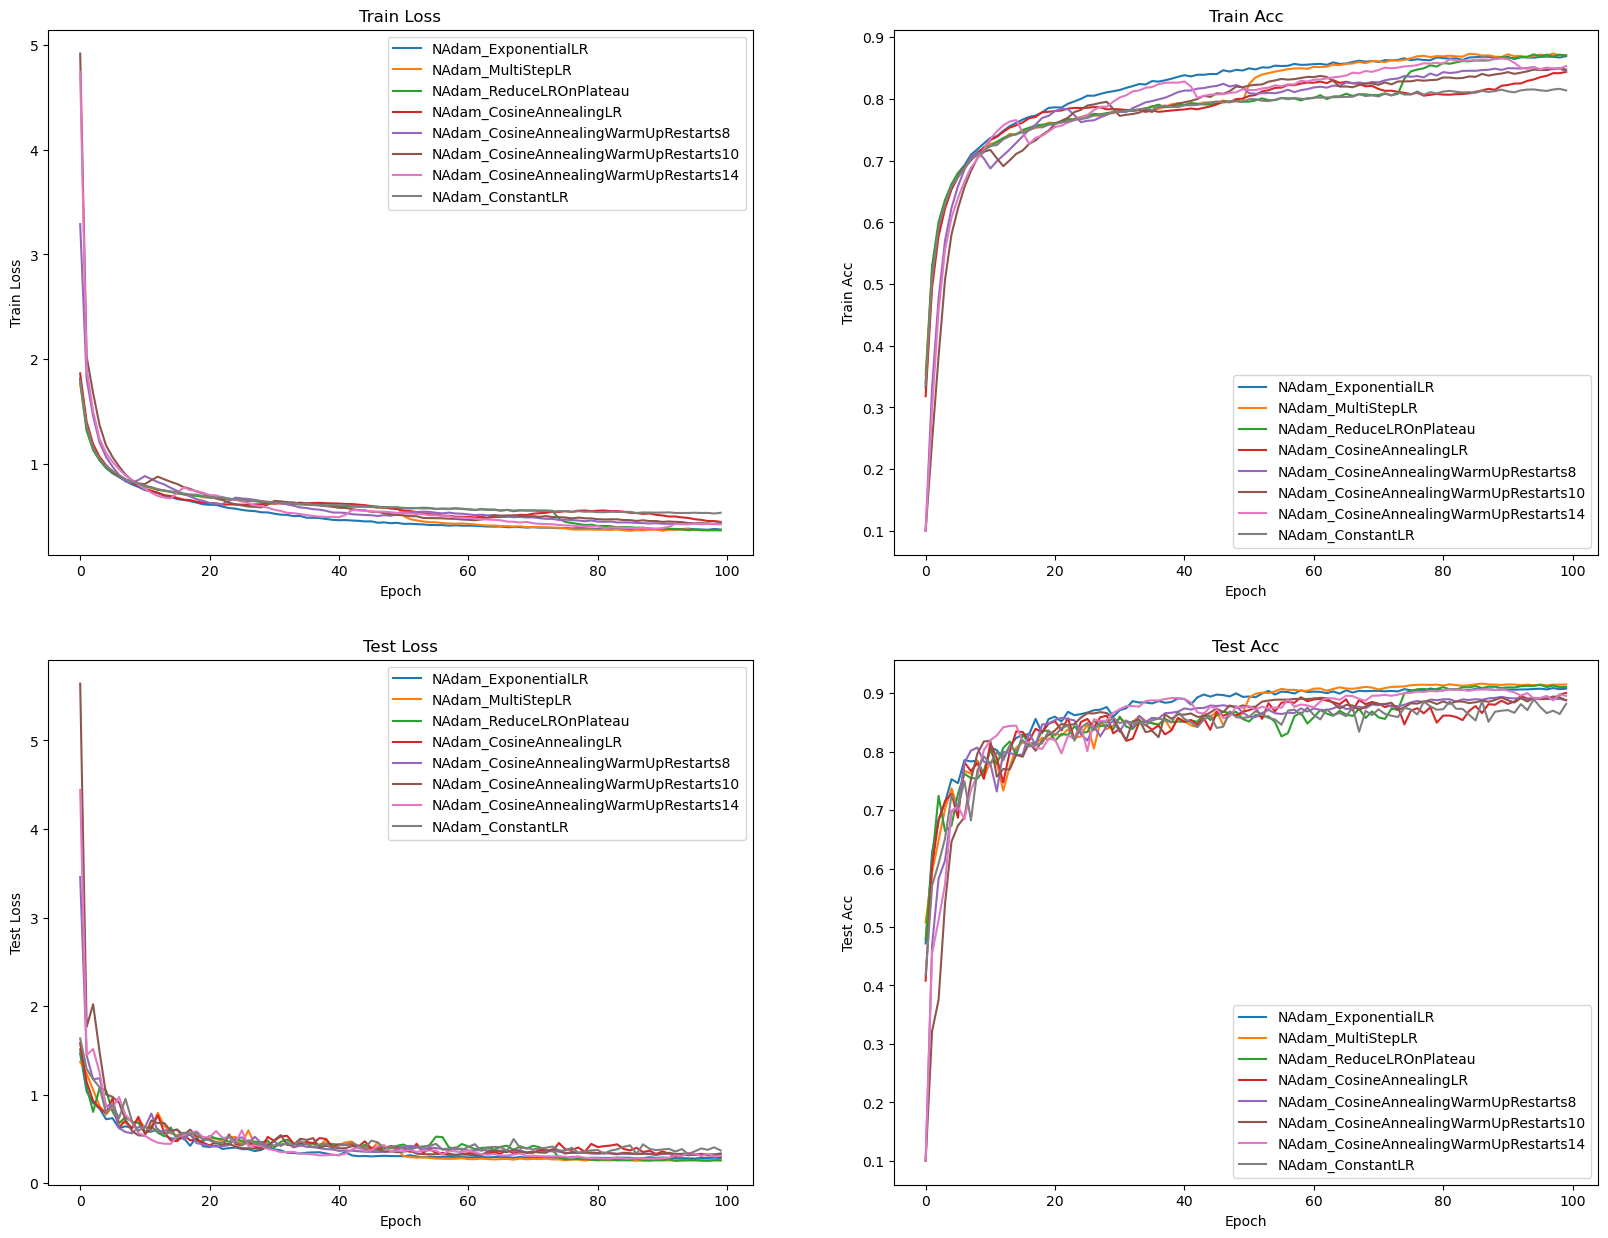 Train Loss
Train Loss
5
4
3
2
1
0
20
40
60
80
100
Epoch
NAdam_ExponentialLR
NAdam_MultiStepLR
NAdam_ReduceLROnPlateau
NAdam_CosineAnnealingLR
NAdam_CosineAnnealingWarmUpRestarts8
NAdam_CosineAnnealingWarmUpRestarts10
NAdam_CosineAnnealingWarmUpRestarts14
NAdam_ConstantLR
Train Acc
Train Acc
0.9
0.8
0.7
0.6
0.5
0.4
0.3
0.2
0.1
0
20
40
60
80
100
Epoch
NAdam_ExponentialLR
NAdam_MultiStepLR
NAdam_ReduceLROnPlateau
NAdam_CosineAnnealingLR
NAdam_CosineAnnealingWarmUpRestarts8
NAdam_CosineAnnealingWarmUpRestarts10
NAdam_CosineAnnealingWarmUpRestarts14
NAdam_ConstantLR
Test Loss
Test Loss
5
4
3
2
1
0
0
20
40
60
80
100
Epoch
NAdam_ExponentialLR
NAdam_MultiStepLR
NAdam_ReduceLROnPlateau
NAdam_CosineAnnealingLR
NAdam_CosineAnnealingWarmUpRestarts8
NAdam_CosineAnnealingWarmUpRestarts10
NAdam_CosineAnnealingWarmUpRestarts14
NAdam_ConstantLR
Test Acc
Test Acc
0.9
0.8
0.7
0.6
0.5
0.4
0.3
0.2
0.1
0
20
40
60
80
100
Epoch
NAdam_ExponentialLR
NAdam_MultiStepLR
NAdam_ReduceLROnPlateau
NAdam_CosineAnnealingLR
NAdam_CosineAnnealingWarmUpRestarts8
NAdam_CosineAnnealingWarmUpRestarts10
NAdam_CosineAnnealingWarmUpRestarts14
NAdam_ConstantLR